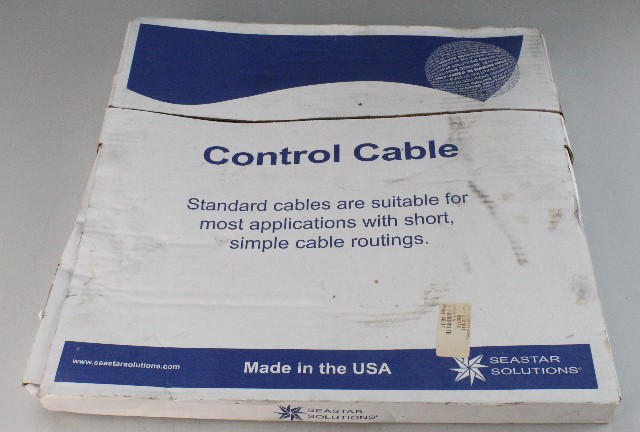 Control Cable
Standard cables are suitable for
most applications with short,
simple cable routings.
www.seastarsolutions.com
Made in the USA
SEASTAR
SOLUTIONS®
SEASTAR
SOLUTIONS®